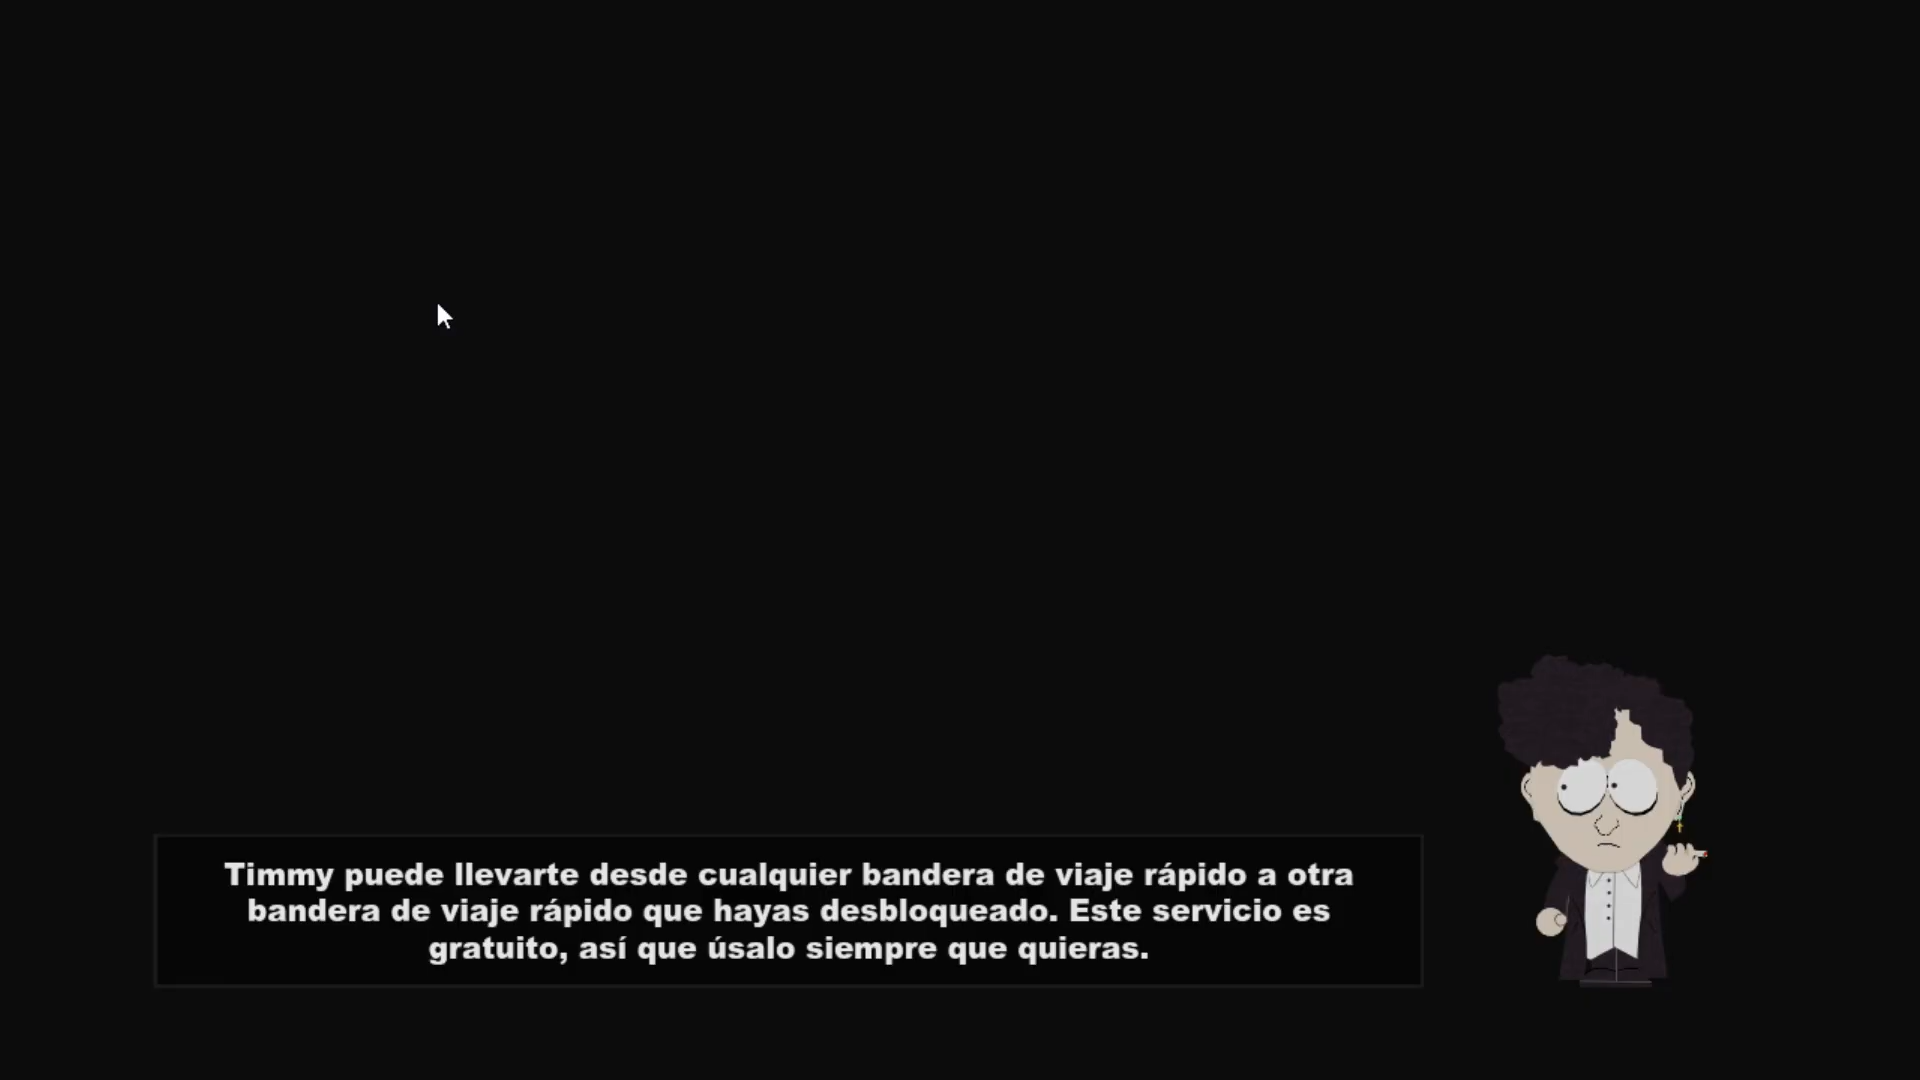 Timmy puede llevarte desde cualquier bandera de viaje rápido a otra
bandera de viaje rápido que hayas desbloqueado. Este servicio es
gratuito, así que úsalo siempre que quieras.